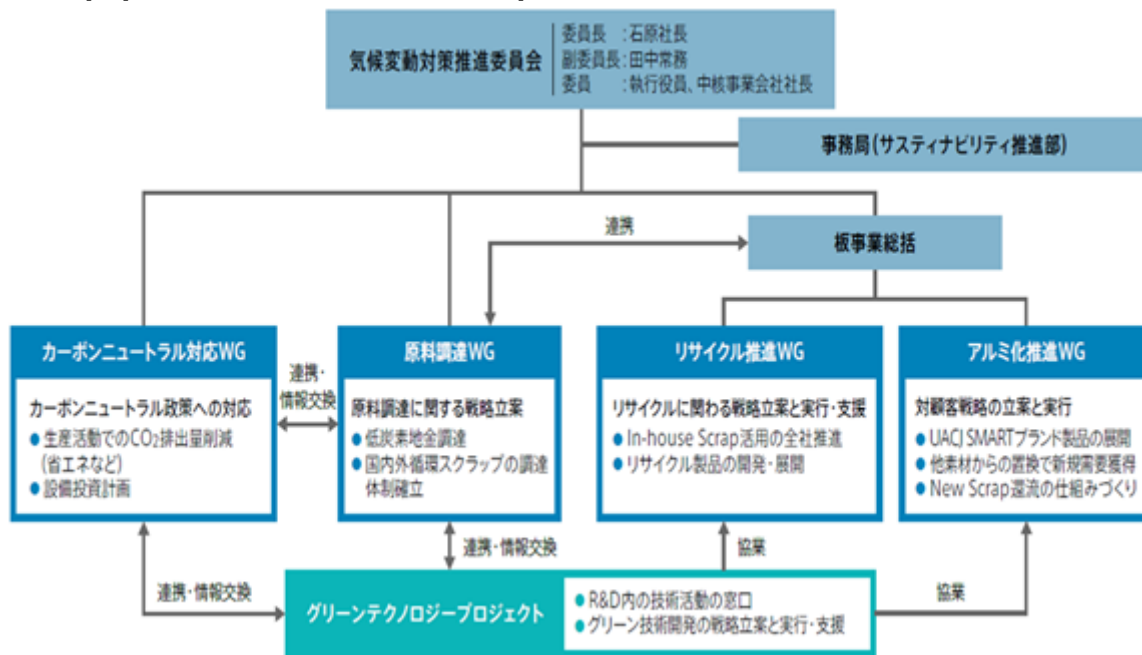 気候変動対策推進委員会
委員長　：石原社長
副委員長：田中常務
委員　　：執行役員、中核事業会社社長
事務局(サスティナビリティ推進部)
連携
板事業総括
カーボンニュートラル対応WG
カーボンニュートラル政策への対応
● 生産活動でのCO₂排出量削減
(省エネなど)
● 設備投資計画
連携・
情報交換
原料調達WG
原料調達に関する戦略立案
● 低炭素地金調達
● 国内外循環スクラップの調達
体制確立
リサイクル推進WG
リサイクルに関わる戦略立案と実行・支援
● In-house Scrap活用の全社推進
● リサイクル製品の開発・展開
アルミ化推進WG
対顧客戦略の立案と実行
● UACJ SMARTブランド製品の展開
● 他素材からの置換で新規需要獲得
● New Scrap還流の仕組みづくり
連携・情報交換
連携・情報交換
協業
協業
グリーンテクノロジープロジェクト
● R&D内の技術活動の窓口
● グリーン技術開発の戦略立案と実行・支援